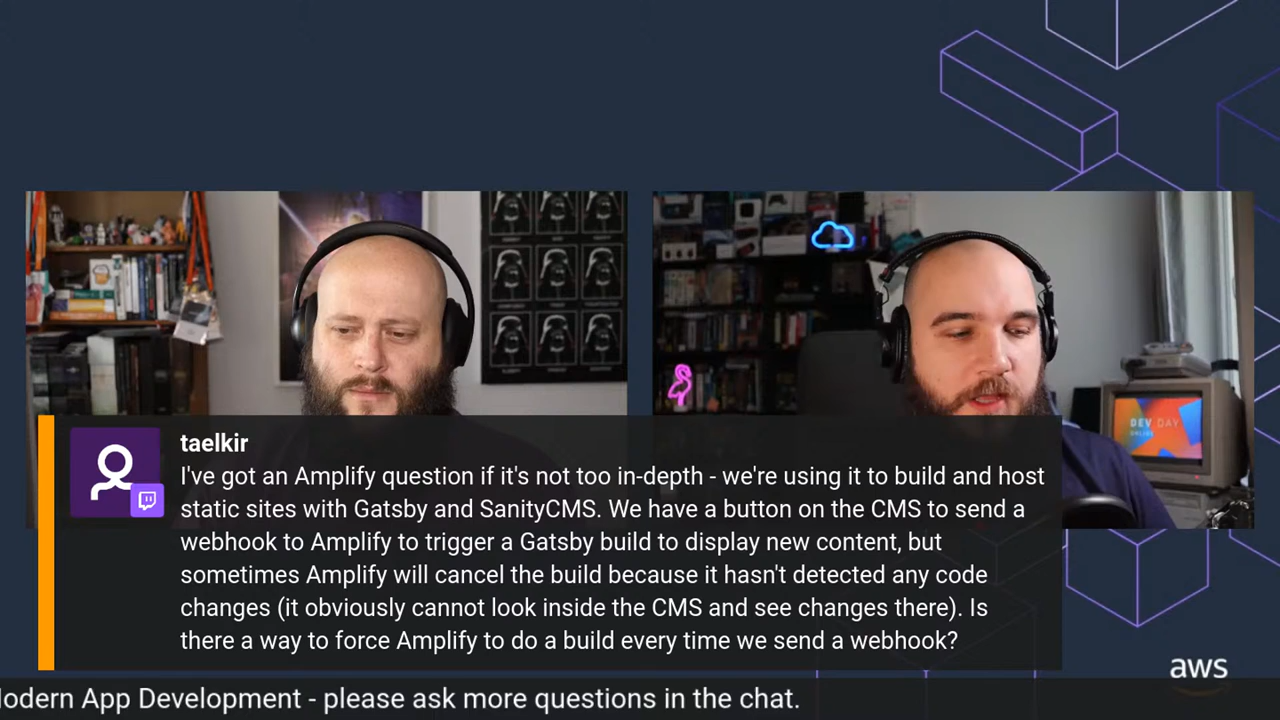 DEV DAY
ONLINE
taelkir
I've got an Amplify question if it's not too in-depth - we're using it to build and host
static sites with Gatsby and SanityCMS. We have a button on the CMS to send a
webhook to Amplify to trigger a Gatsby build to display new content, but
sometimes Amplify will cancel the build because it hasn't detected any code
changes (it obviously cannot look inside the CMS and see changes there). Is
there a way to force Amplify to do a build every time we send a webhook?
aws
Modern App Development - please ask more questions in the chat.